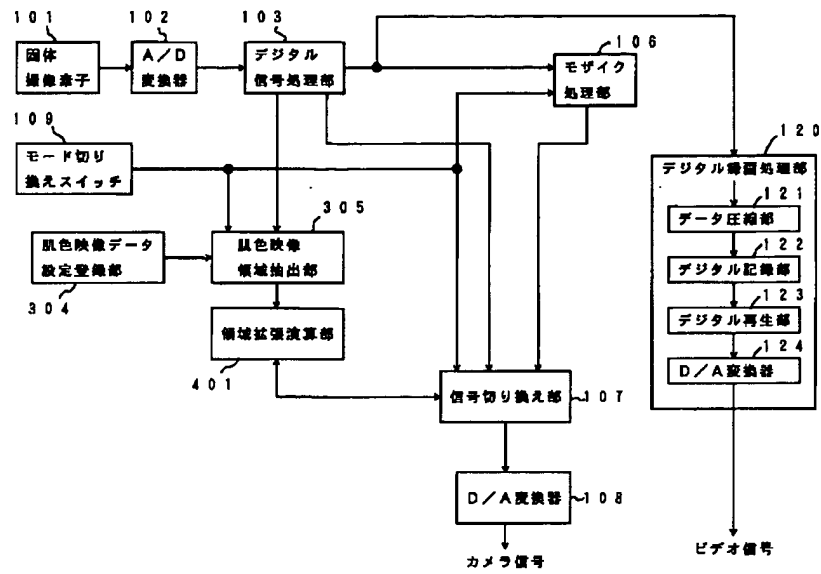 101
102
103
固体
撮像素子
A/D
変換器
デジタル
信号処理部
106
モザイク
処理部
109
モード切り
換えスイッチ
120
デジタル録画処理部
121
データ圧縮部
122
デジタル記録部
123
デジタル再生部
124
D/A変換器
305
肌色映像データ
設定登録部
304
肌色映像
領域抽出部
領域拡張演算部
401
信号切り換え部
107
D/A変換器
108
カメラ信号
ビデオ信号